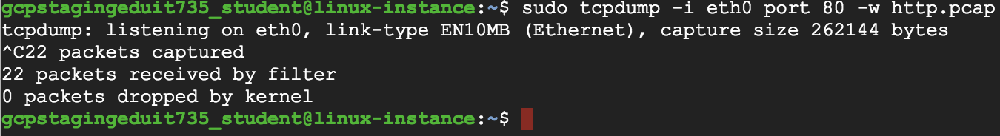 gcpstagingeduit735_student@linux-instance:~$ sudo tcpdump -i eth0 port 80 -w http.pcap
tcpdump: listening on eth0, link-type EN10MB (Ethernet), capture size 262144 bytes
^C22 packets captured
22 packets received by filter
0 packets dropped by kernel
gcpstagingeduit735_student@linux-instance:~$